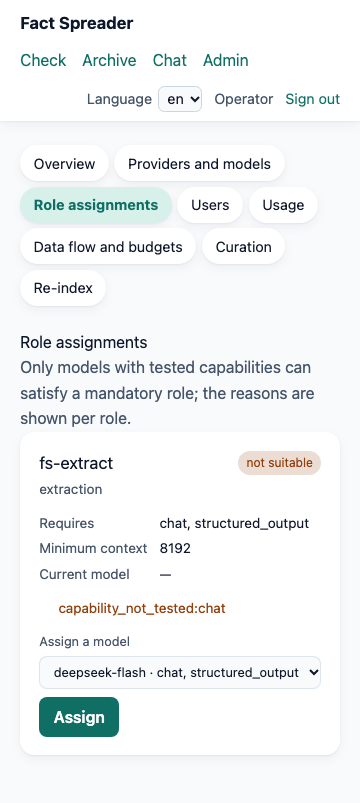 Fact Spreader
Check Archive Chat Admin
Language en Operator Sign out
Overview Providers and models
Role assignments Users Usage
Data flow and budgets Curation
Re-index
Role assignments
Only models with tested capabilities can
satisfy a mandatory role; the reasons are
shown per role.
fs-extract not suitable
extraction
Requires chat, structured_output
Minimum context 8192
Current model —
capability_not_tested:chat
Assign a model
deepseek-flash · chat, structured_output
Assign